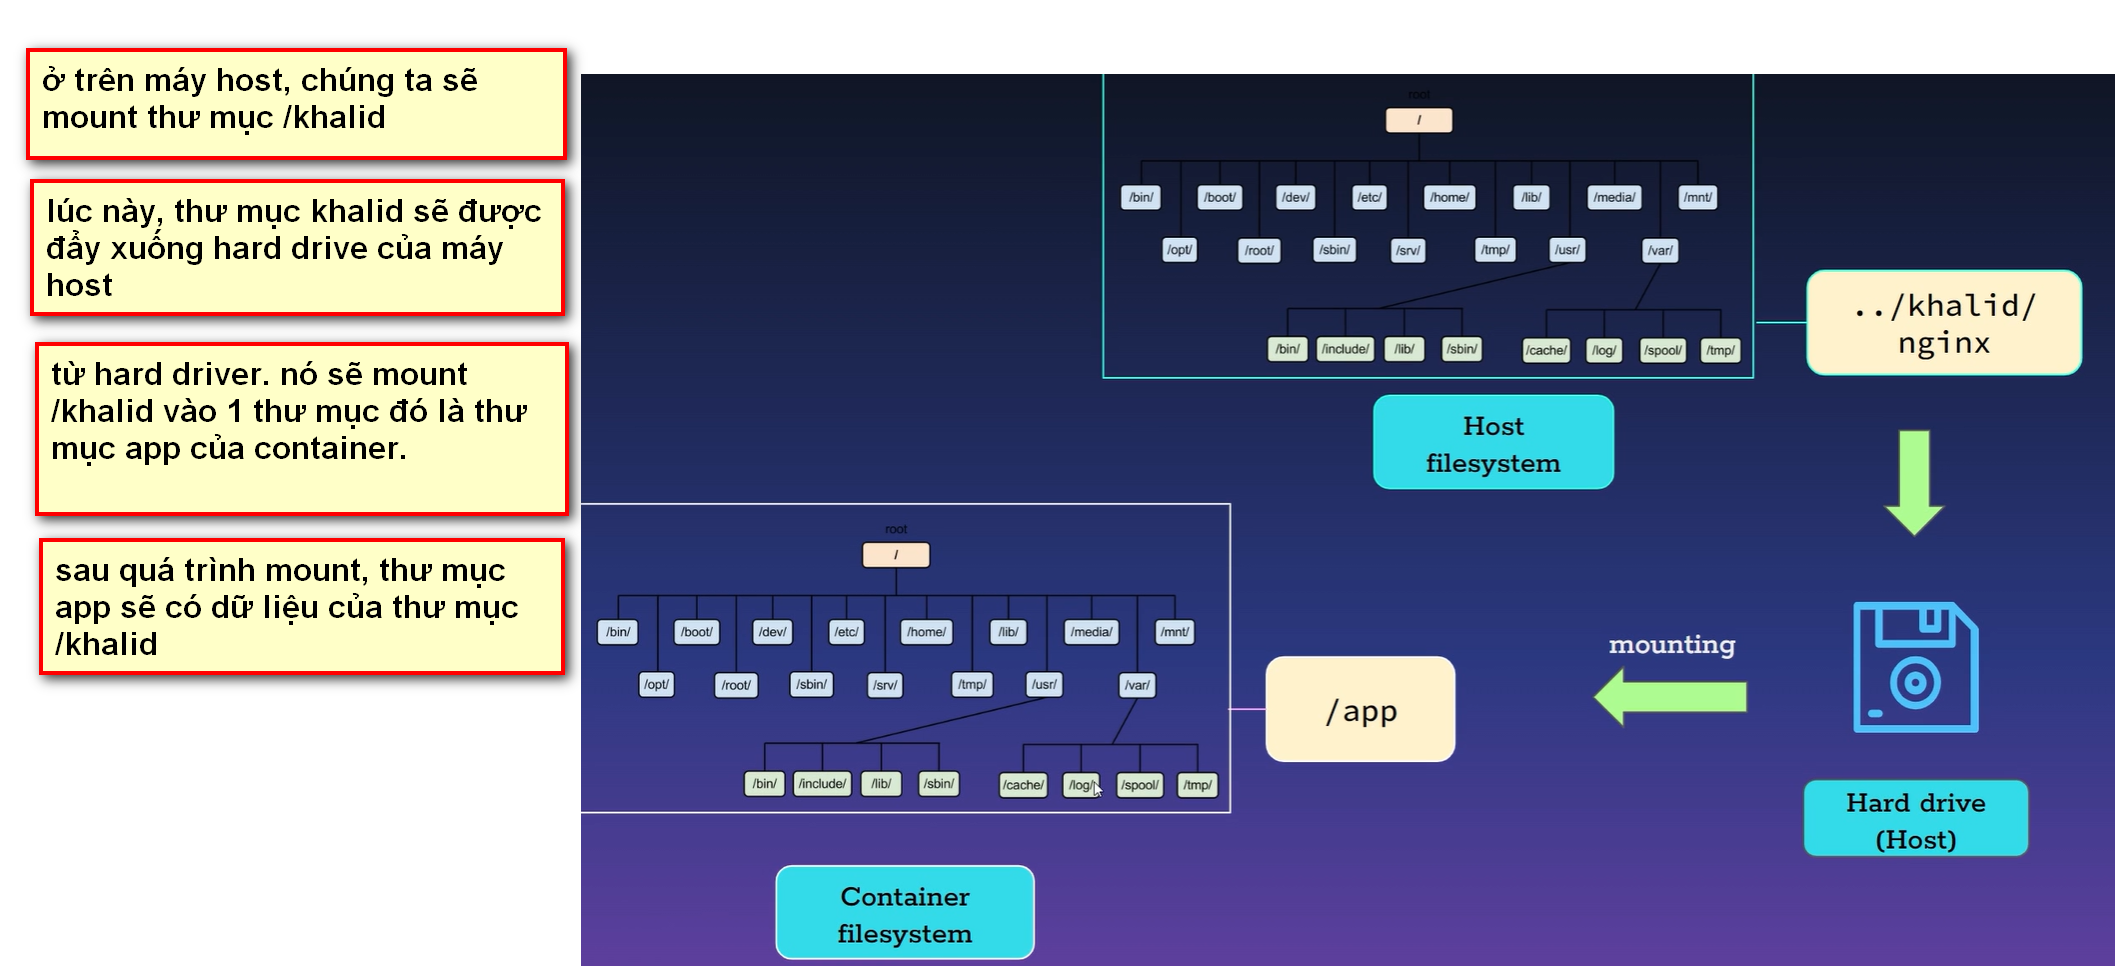 ở trên máy host, chúng ta sẽ
mount thư mục /khalid
lúc này, thư mục khalid sẽ được
đẩy xuống hard drive của máy
host
từ hard driver. nó sẽ mount
/khalid vào 1 thư mục đó là thư
mục app của container.
sau quá trình mount, thư mục
app sẽ có dữ liệu của thư mục
/khalid
root
/
/bin/ /boot/ /dev/ /etc/ /home/ /lib/ /media/ /mnt/
/opt/ /root/ /sbin/ /srv/ /tmp/ /usr/ /var/
/bin/ /include/ /lib/ /sbin/ /cache/ /log/ /spool/ /tmp/
../khalid/
nginx
Host
filesystem
root
/
/bin/ /boot/ /dev/ /etc/ /home/ /lib/ /media/ /mnt/
/opt/ /root/ /sbin/ /srv/ /tmp/ /usr/ /var/
/bin/ /include/ /lib/ /sbin/ /cache/ /log/ /spool/ /tmp/
/app
mounting
Hard drive
(Host)
Container
filesystem